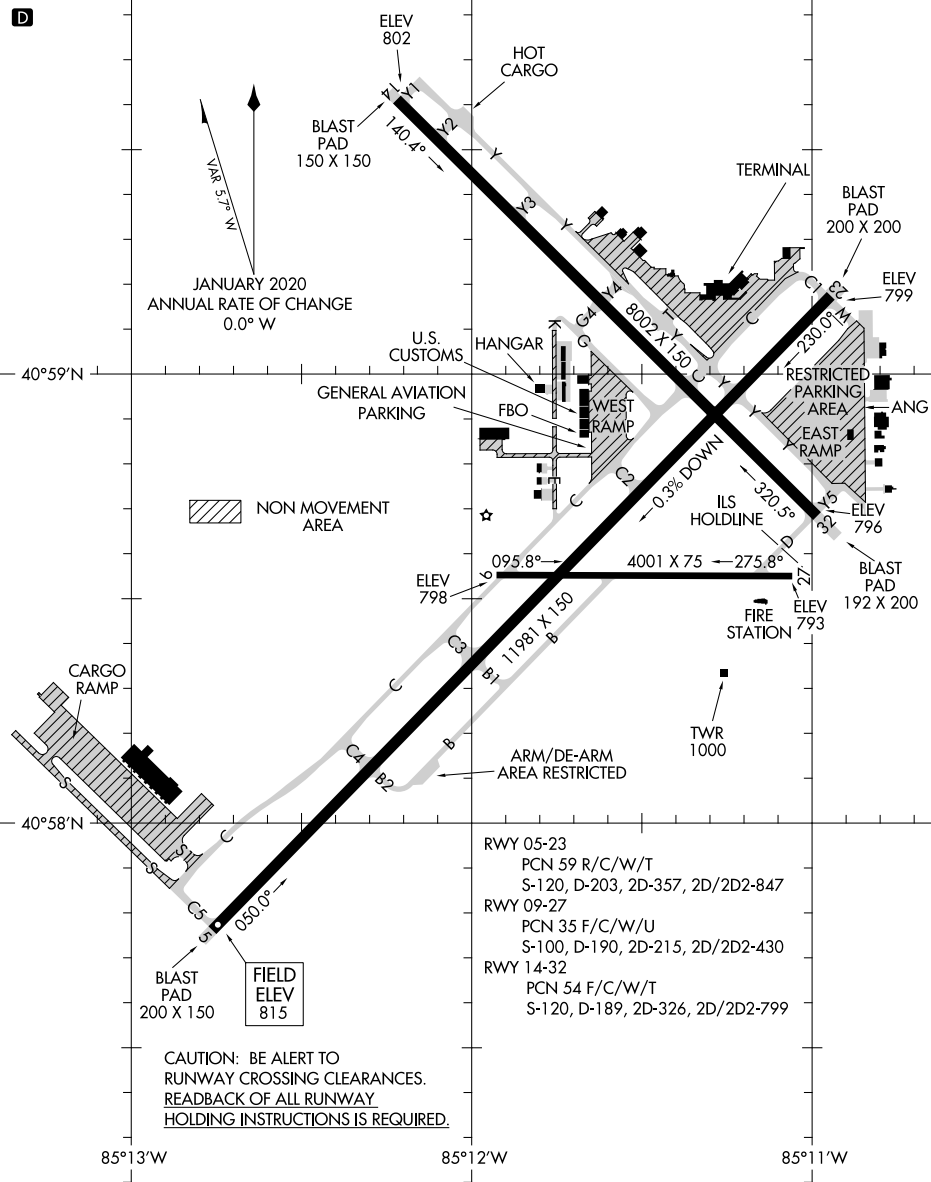 D
ELEV
802
HOT
CARGO
14
Y1
BLAST
PAD
150 X 150
140.4°
Y2
Y
VAR 5.7° W
TERMINAL
BLAST
PAD
200 X 200
Y3
Y
JANUARY 2020
ANNUAL RATE OF CHANGE
0.0° W
C1
23
ELEV
799
Y4
G4
8002 X 150
Y
C
W
230.0°
K
G
U.S.
CUSTOMS
HANGAR
40°59'N
C
Y
RESTRICTED
PARKING
AREA
GENERAL AVIATION
PARKING
FBO
WEST
RAMP
ANG
Y
EAST
RAMP
Y
0.3% DOWN
C2
E
C
320.5°
ILS
HOLDLINE
Y5
ELEV
796
32
NON MOVEMENT
AREA
D
095.8°
4001 X 75
275.8°
9
27
ELEV
798
BLAST
PAD
192 X 200
ELEV
793
FIRE
STATION
11981 X 150
B
C3
B1
C
CARGO
RAMP
TWR
1000
C4
B
B2
ARM/DE-ARM
AREA RESTRICTED
S
S
40°58'N
C
S
S
C5
5
050.0°
BLAST
PAD
200 X 150
FIELD
ELEV
815
RWY 05-23
PCN 59 R/C/W/T
S-120, D-203, 2D-357, 2D/2D2-847
RWY 09-27
PCN 35 F/C/W/U
S-100, D-190, 2D-215, 2D/2D2-430
RWY 14-32
PCN 54 F/C/W/T
S-120, D-189, 2D-326, 2D/2D2-799
CAUTION: BE ALERT TO
RUNWAY CROSSING CLEARANCES.
READBACK OF ALL RUNWAY
HOLDING INSTRUCTIONS IS REQUIRED.
85°13'W
85°12'W
85°11'W